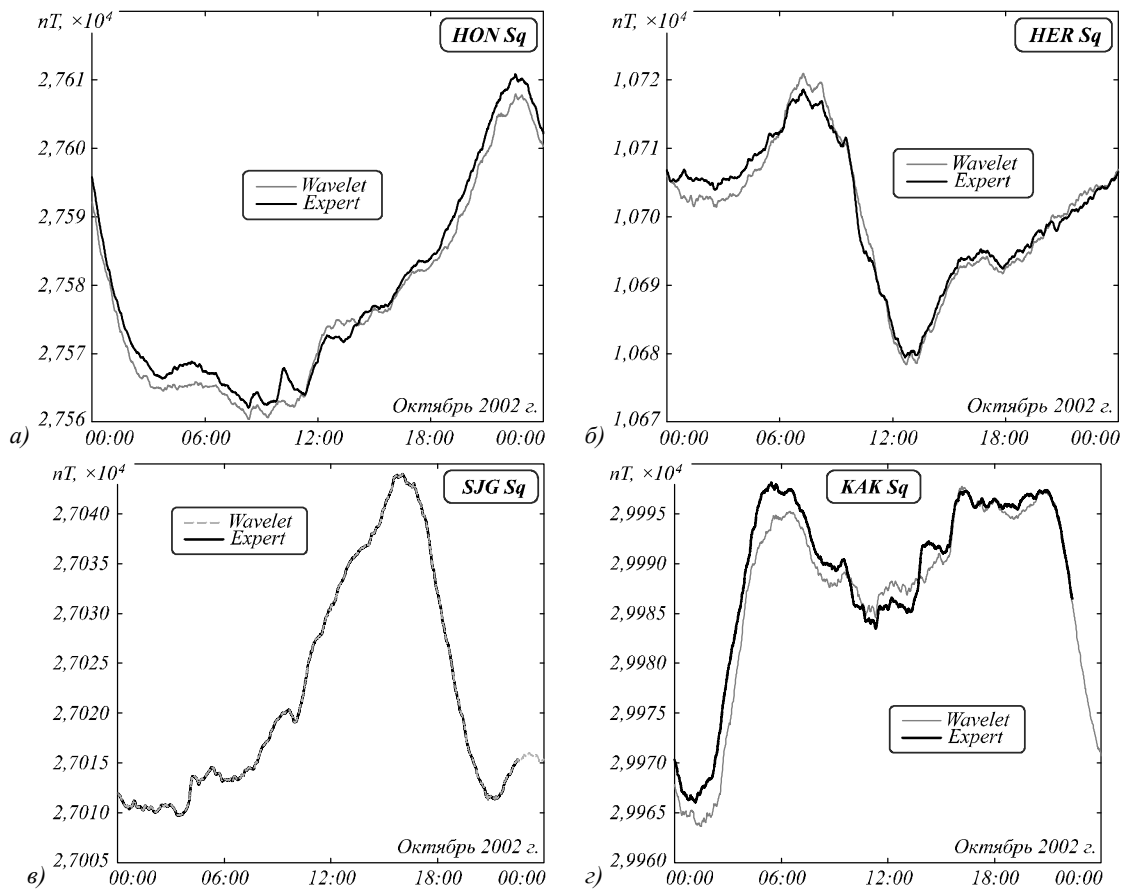 nT, ×10⁴
HON Sq
2,761
2,760
2,759
2,758
2,757
2,756
Wavelet
Expert
Октябрь 2002 г.
00:00 06:00 12:00 18:00 00:00
а)
nT, ×10⁴
HER Sq
1,072
1,071
1,070
1,069
1,068
1,067
Wavelet
Expert
Октябрь 2002 г.
00:00 06:00 12:00 18:00 00:00
б)
nT, ×10⁴
SJG Sq
2,7040
2,7035
2,7030
2,7025
2,7020
2,7015
2,7010
2,7005
Wavelet
Expert
Октябрь 2002 г.
00:00 06:00 12:00 18:00 00:00
в)
nT, ×10⁴
KAK Sq
2,9995
2,9990
2,9985
2,9980
2,9975
2,9970
2,9965
2,9960
Wavelet
Expert
Октябрь 2002 г.
00:00 06:00 12:00 18:00 00:00
г)